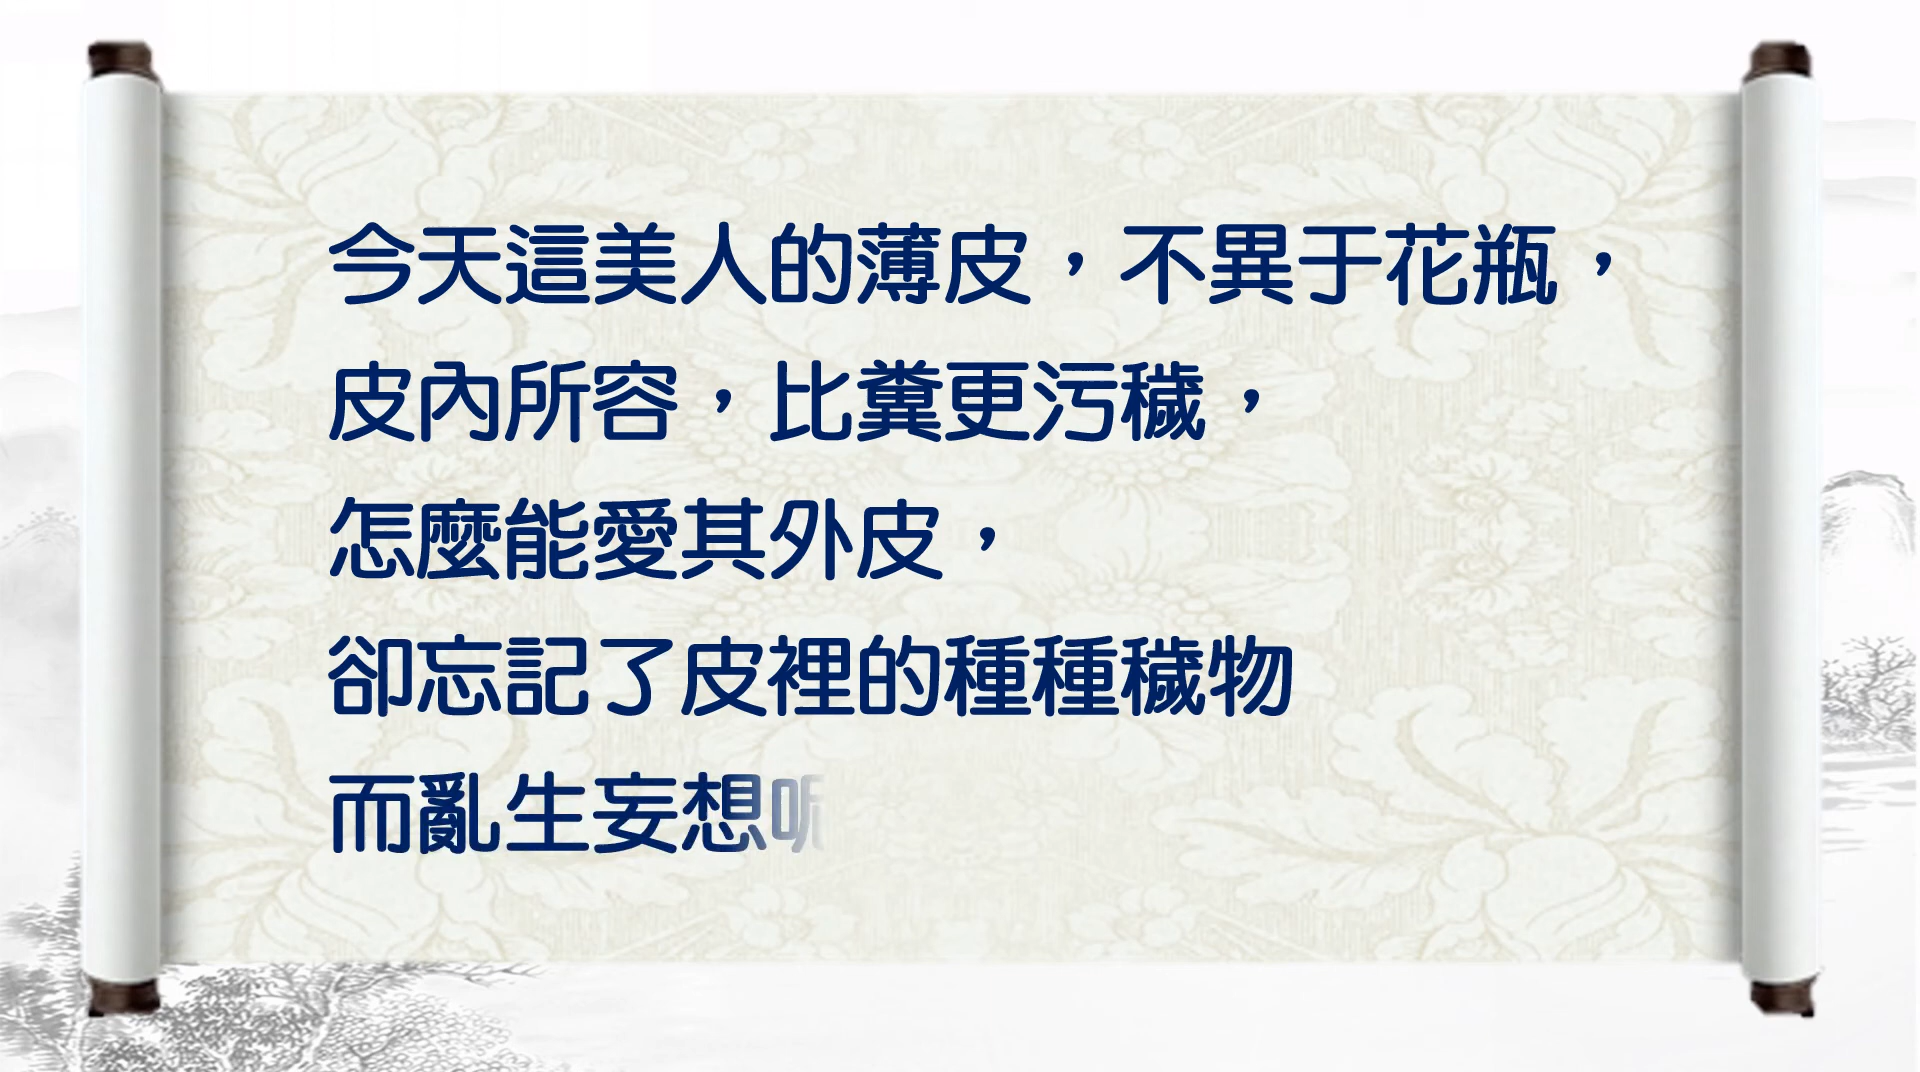 今天這美人的薄皮，不異于花瓶，
皮內所容，比糞更污穢，
怎麼能愛其外皮，
卻忘記了皮裡的種種穢物
而亂生妄想